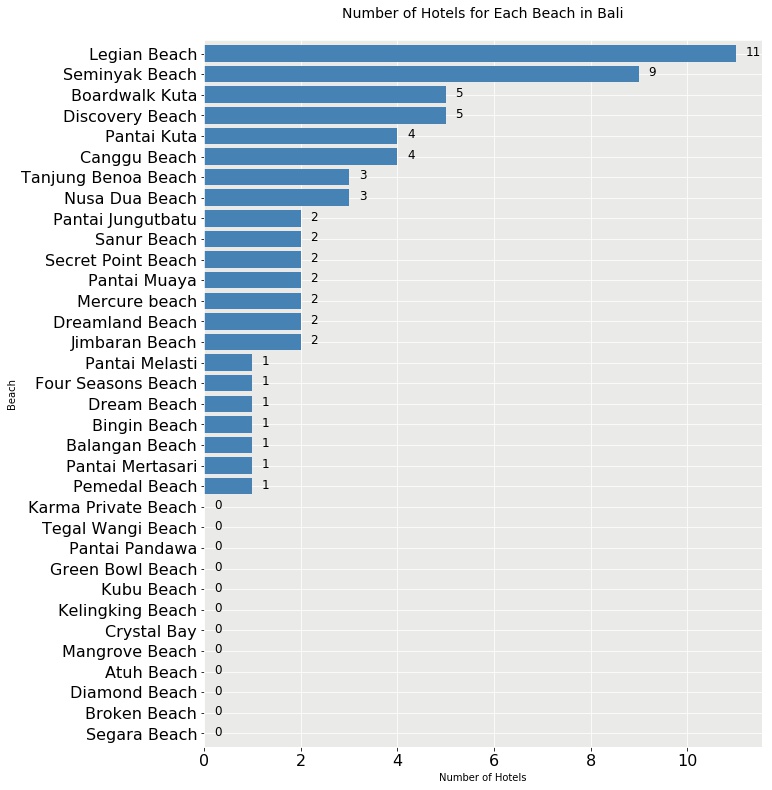 Number of Hotels for Each Beach in Bali
Legian Beach 11
Seminyak Beach 9
Boardwalk Kuta 5
Discovery Beach 5
Pantai Kuta 4
Canggu Beach 4
Tanjung Benoa Beach 3
Nusa Dua Beach 3
Pantai Jungutbatu 2
Sanur Beach 2
Secret Point Beach 2
Pantai Muaya 2
Mercure beach 2
Dreamland Beach 2
Jimbaran Beach 2
Pantai Melasti 1
Four Seasons Beach 1
Dream Beach 1
Bingin Beach 1
Balangan Beach 1
Pantai Mertasari 1
Pemedal Beach 1
Karma Private Beach 0
Tegal Wangi Beach 0
Pantai Pandawa 0
Green Bowl Beach 0
Kubu Beach 0
Kelingking Beach 0
Crystal Bay 0
Mangrove Beach 0
Atuh Beach 0
Diamond Beach 0
Broken Beach 0
Segara Beach 0
Beach
0 2 4 6 8 10
Number of Hotels